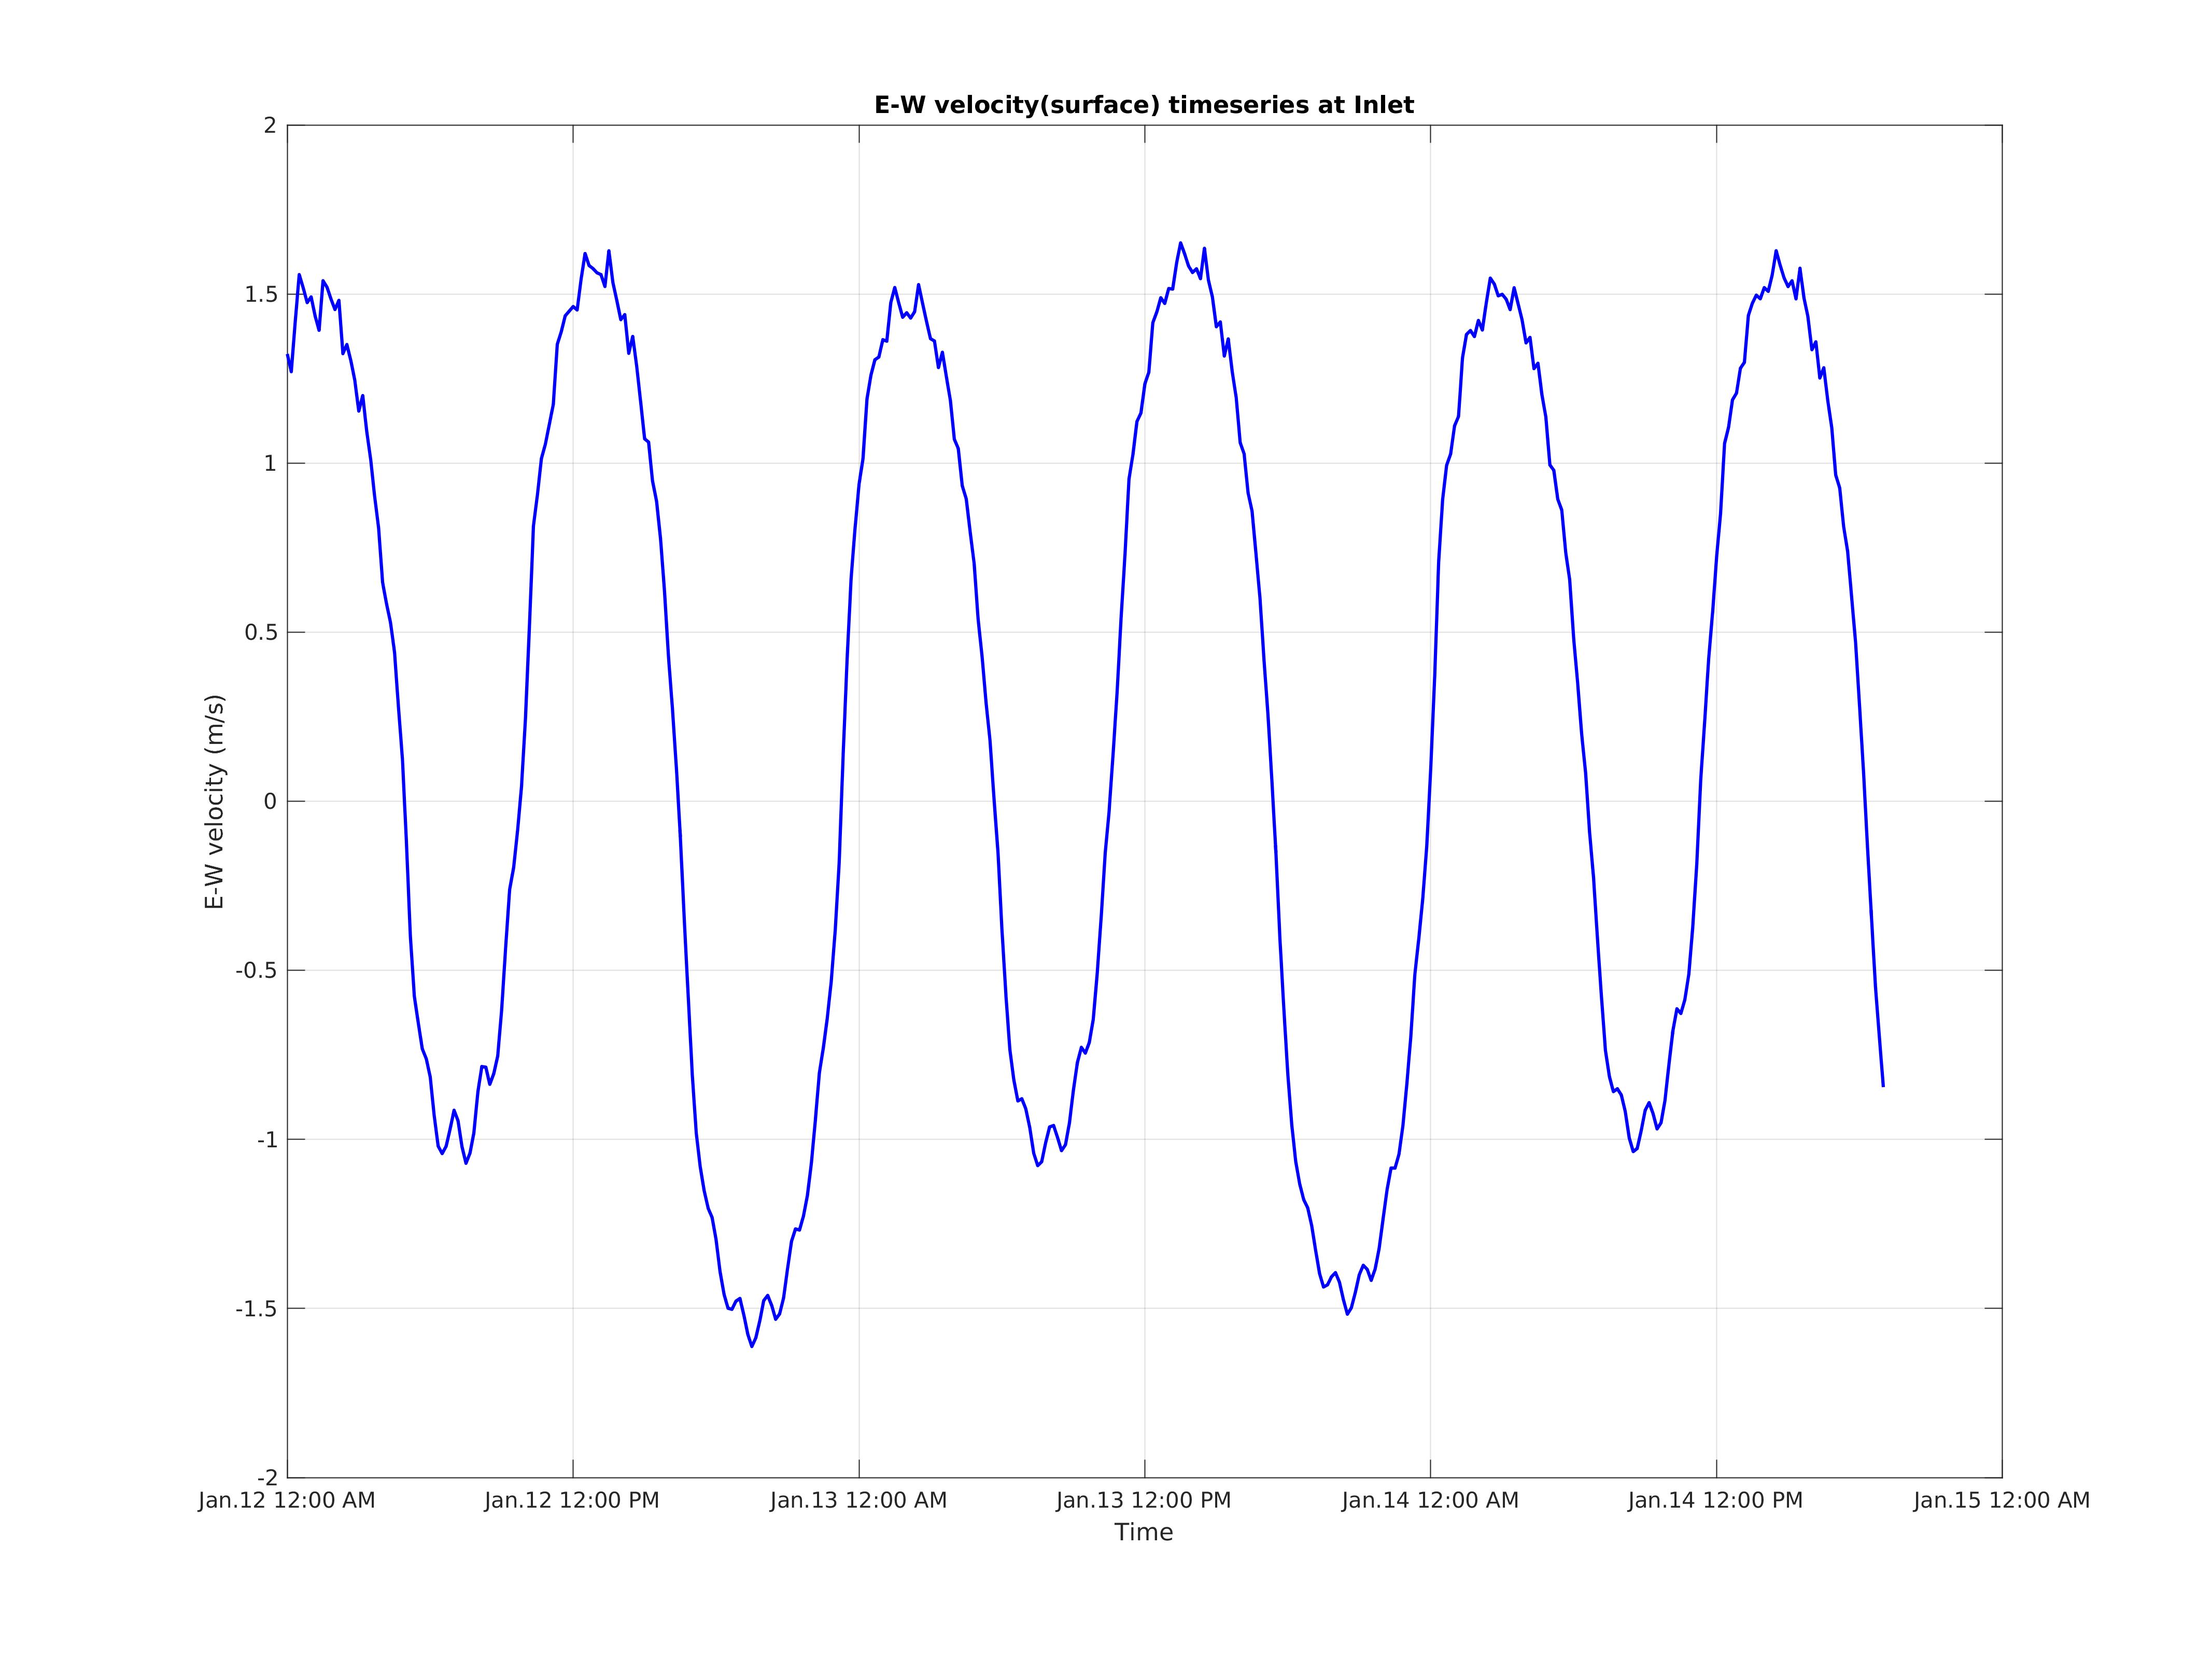 E-W velocity(surface) timeseries at Inlet
2
1.5
1
0.5
0
-0.5
-1
-1.5
-2
E-W velocity (m/s)
Jan.12 12:00 AM Jan.12 12:00 PM Jan.13 12:00 AM Jan.13 12:00 PM Jan.14 12:00 AM Jan.14 12:00 PM Jan.15 12:00 AM
Time